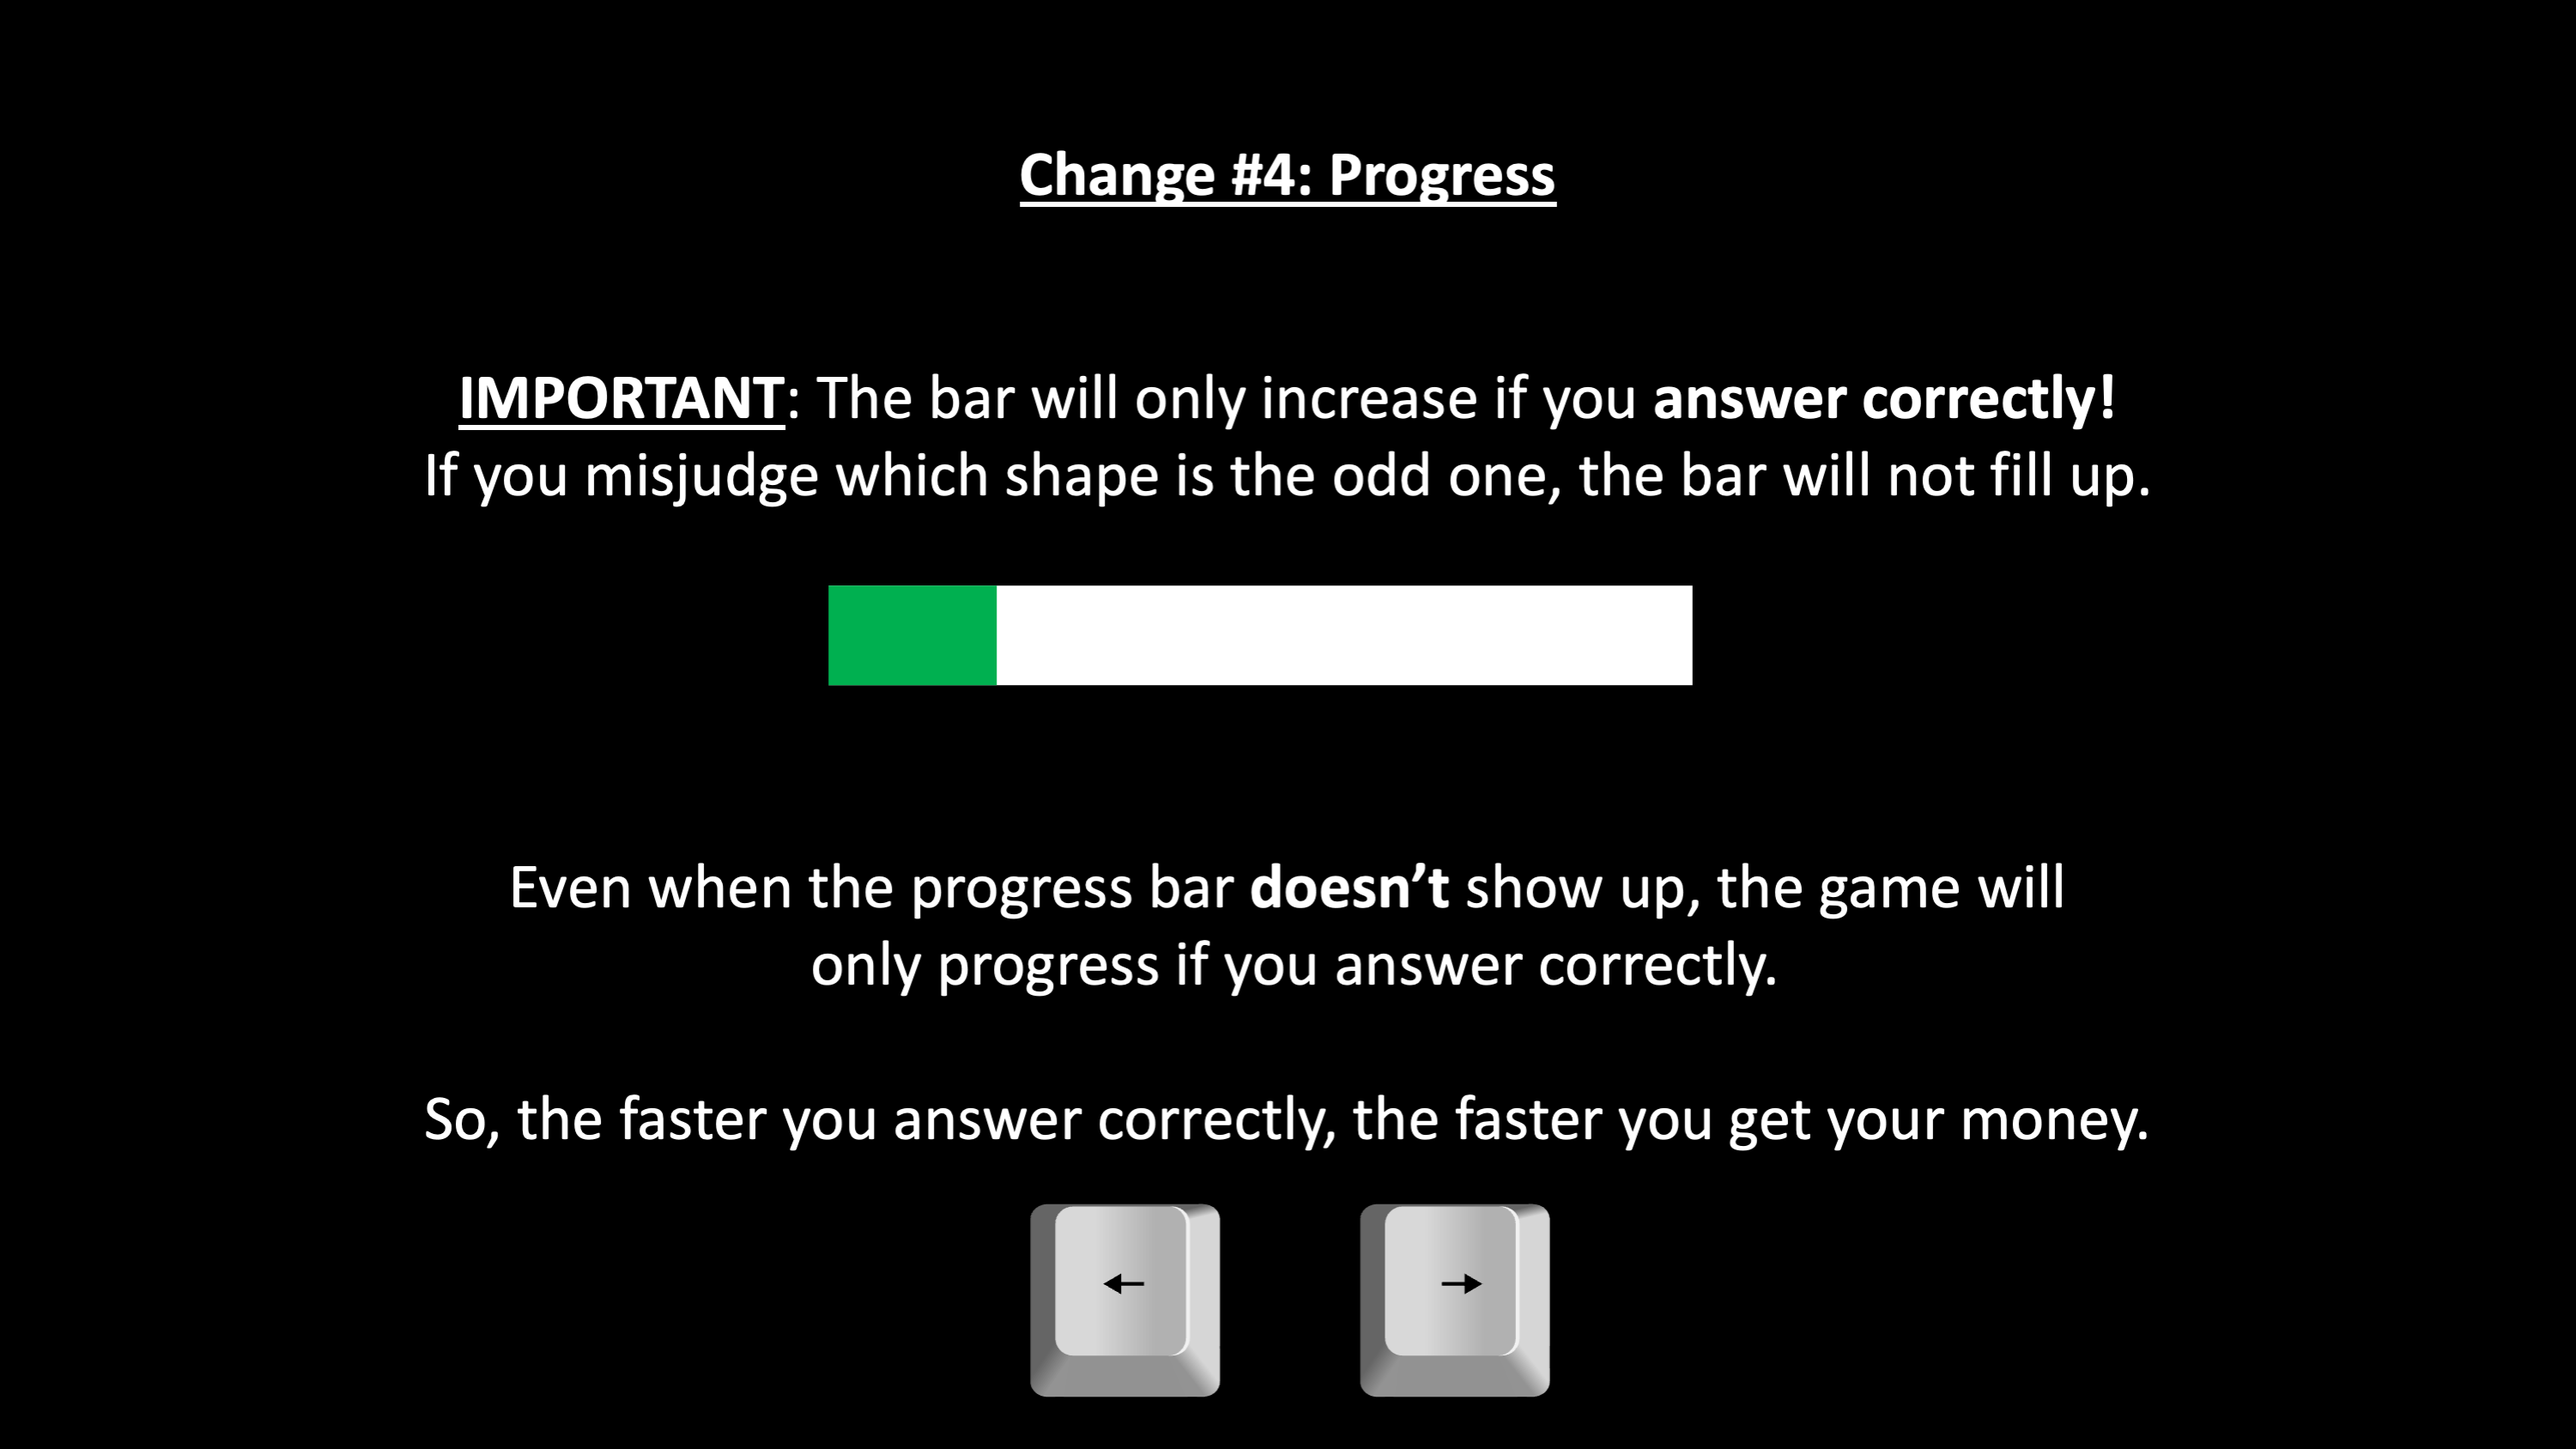 Change #4: Progress
IMPORTANT: The bar will only increase if you answer correctly!
If you misjudge which shape is the odd one, the bar will not fill up.
Even when the progress bar doesn’t show up, the game will
only progress if you answer correctly.
So, the faster you answer correctly, the faster you get your money.
← →